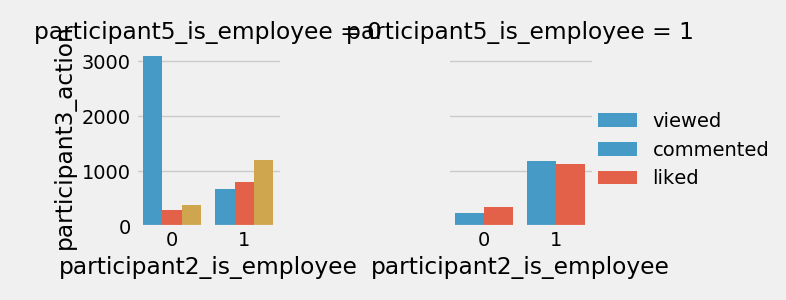 participant5_is_employee = 0
participant5_is_employee = 1
participant3_action
3000
2000
1000
0
0 1
0 1
participant2_is_employee
participant2_is_employee
viewed
commented
liked